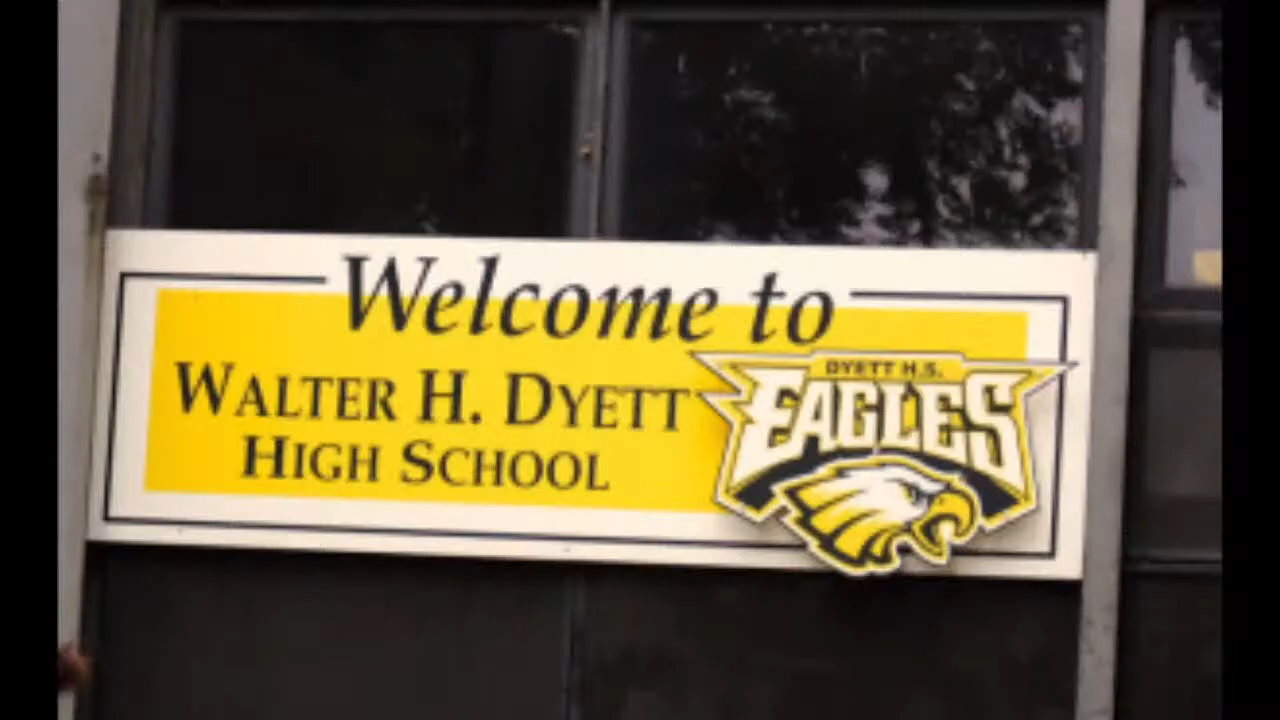 Welcome to
WALTER H. DYETT
HIGH SCHOOL
DYETT H.S.
EAGLES